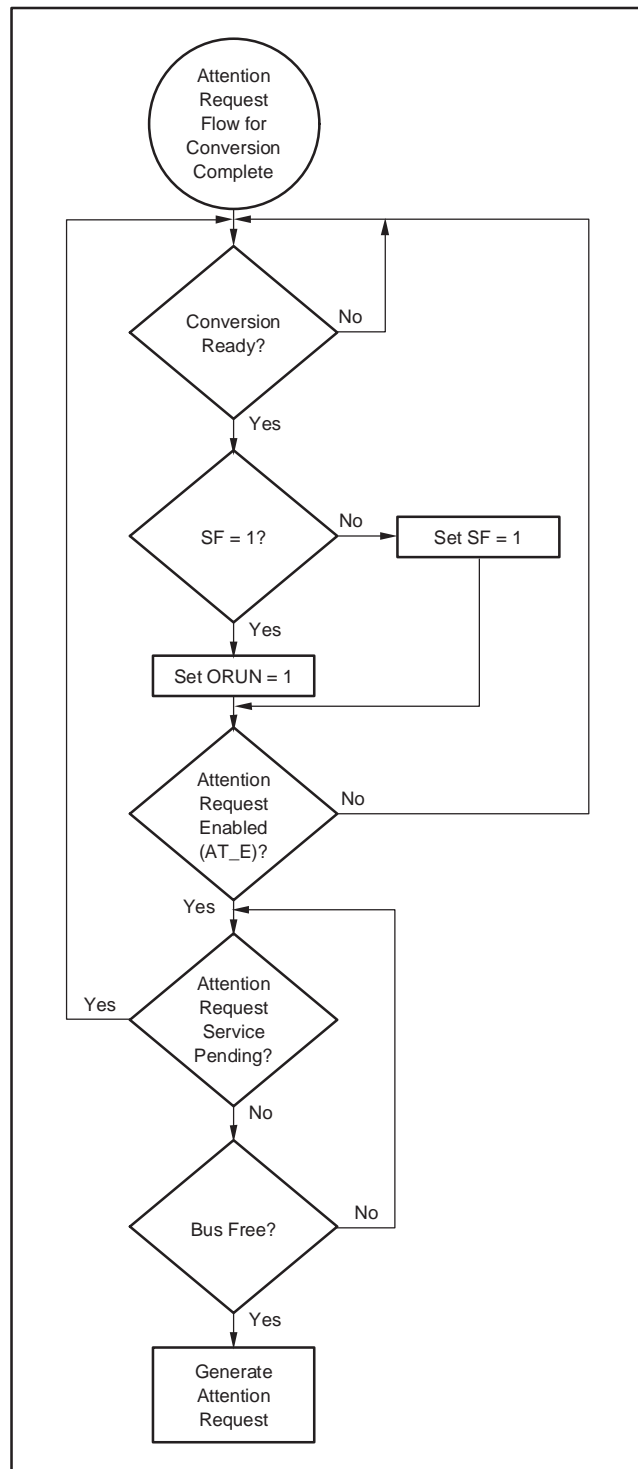 Attention
Request
Flow for
Conversion
Complete
Conversion
Ready?
No
Yes
SF = 1?
No
Set SF = 1
Yes
Set ORUN = 1
Attention
Request
Enabled
(AT_E)?
No
Yes
Attention
Request
Service
Pending?
Yes
No
Bus Free?
No
Yes
Generate
Attention
Request